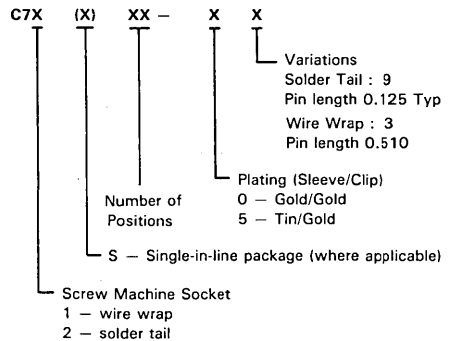 C7X (X) XX – X X
Variations
Solder Tail : 9
Pin length 0.125 Typ
Wire Wrap : 3
Pin length 0.510
Plating (Sleeve/Clip)
0 — Gold/Gold
5 — Tin/Gold
Number of
Positions
S — Single-in-line package (where applicable)
Screw Machine Socket
1 — wire wrap
2 — solder tail